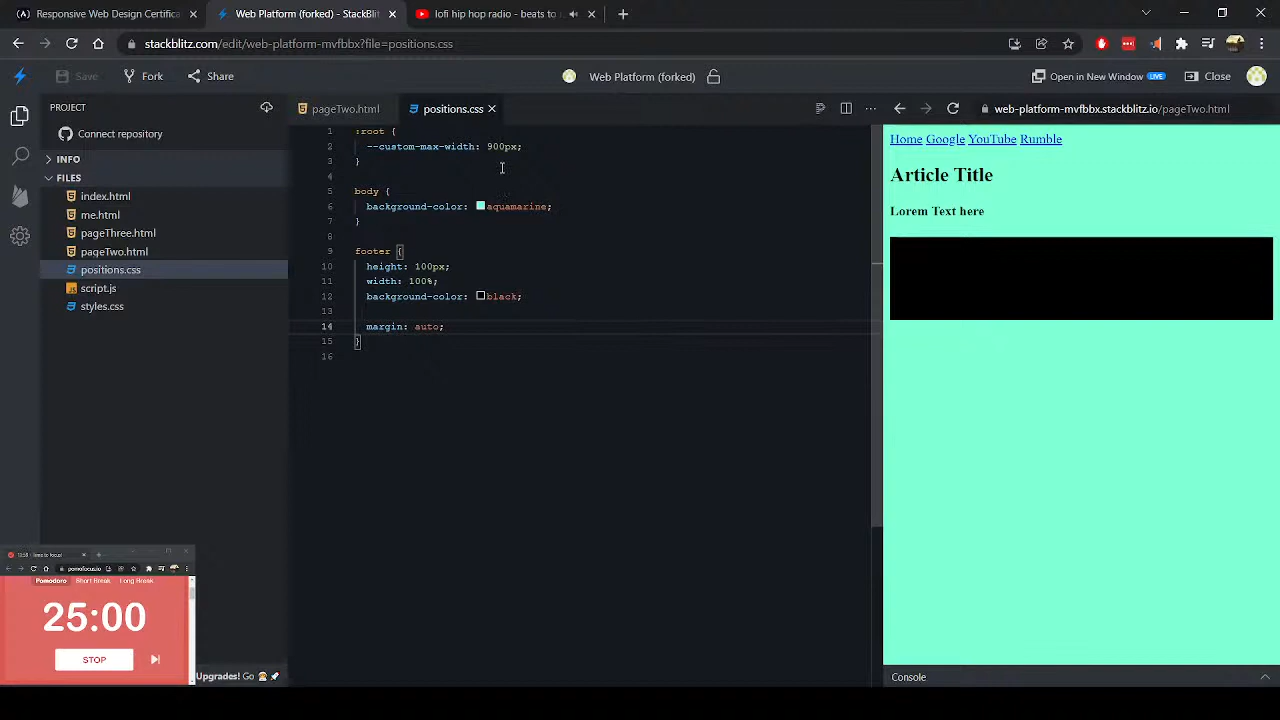 Responsive Web Design Certifica
Web Platform (forked) - StackBlit
lofi hip hop radio - beats to
stackblitz.com/edit/web-platform-mvfbbx?file=positions.css
Save
Fork
Share
Web Platform (forked)
Open in New Window
LIVE
Close
PROJECT
pageTwo.html
positions.css
web-platform-mvfbbx.stackblitz.io/pageTwo.html
Connect repository
INFO
FILES
index.html
me.html
pageThree.html
pageTwo.html
positions.css
script.js
styles.css
1 :root {
2 --custom-max-width: 900px;
3 }
4
5 body {
6 background-color: aquamarine;
7 }
8
9 footer {
10 height: 100px;
11 width: 100%;
12 background-color: black;
13
14 margin: auto;
15 }
16
Home Google YouTube Rumble
Article Title
Lorem Text here
Time to focus!
pomofocus.io
Pomodoro Short Break Long Break
25:00
STOP
Upgrades! Go
Console